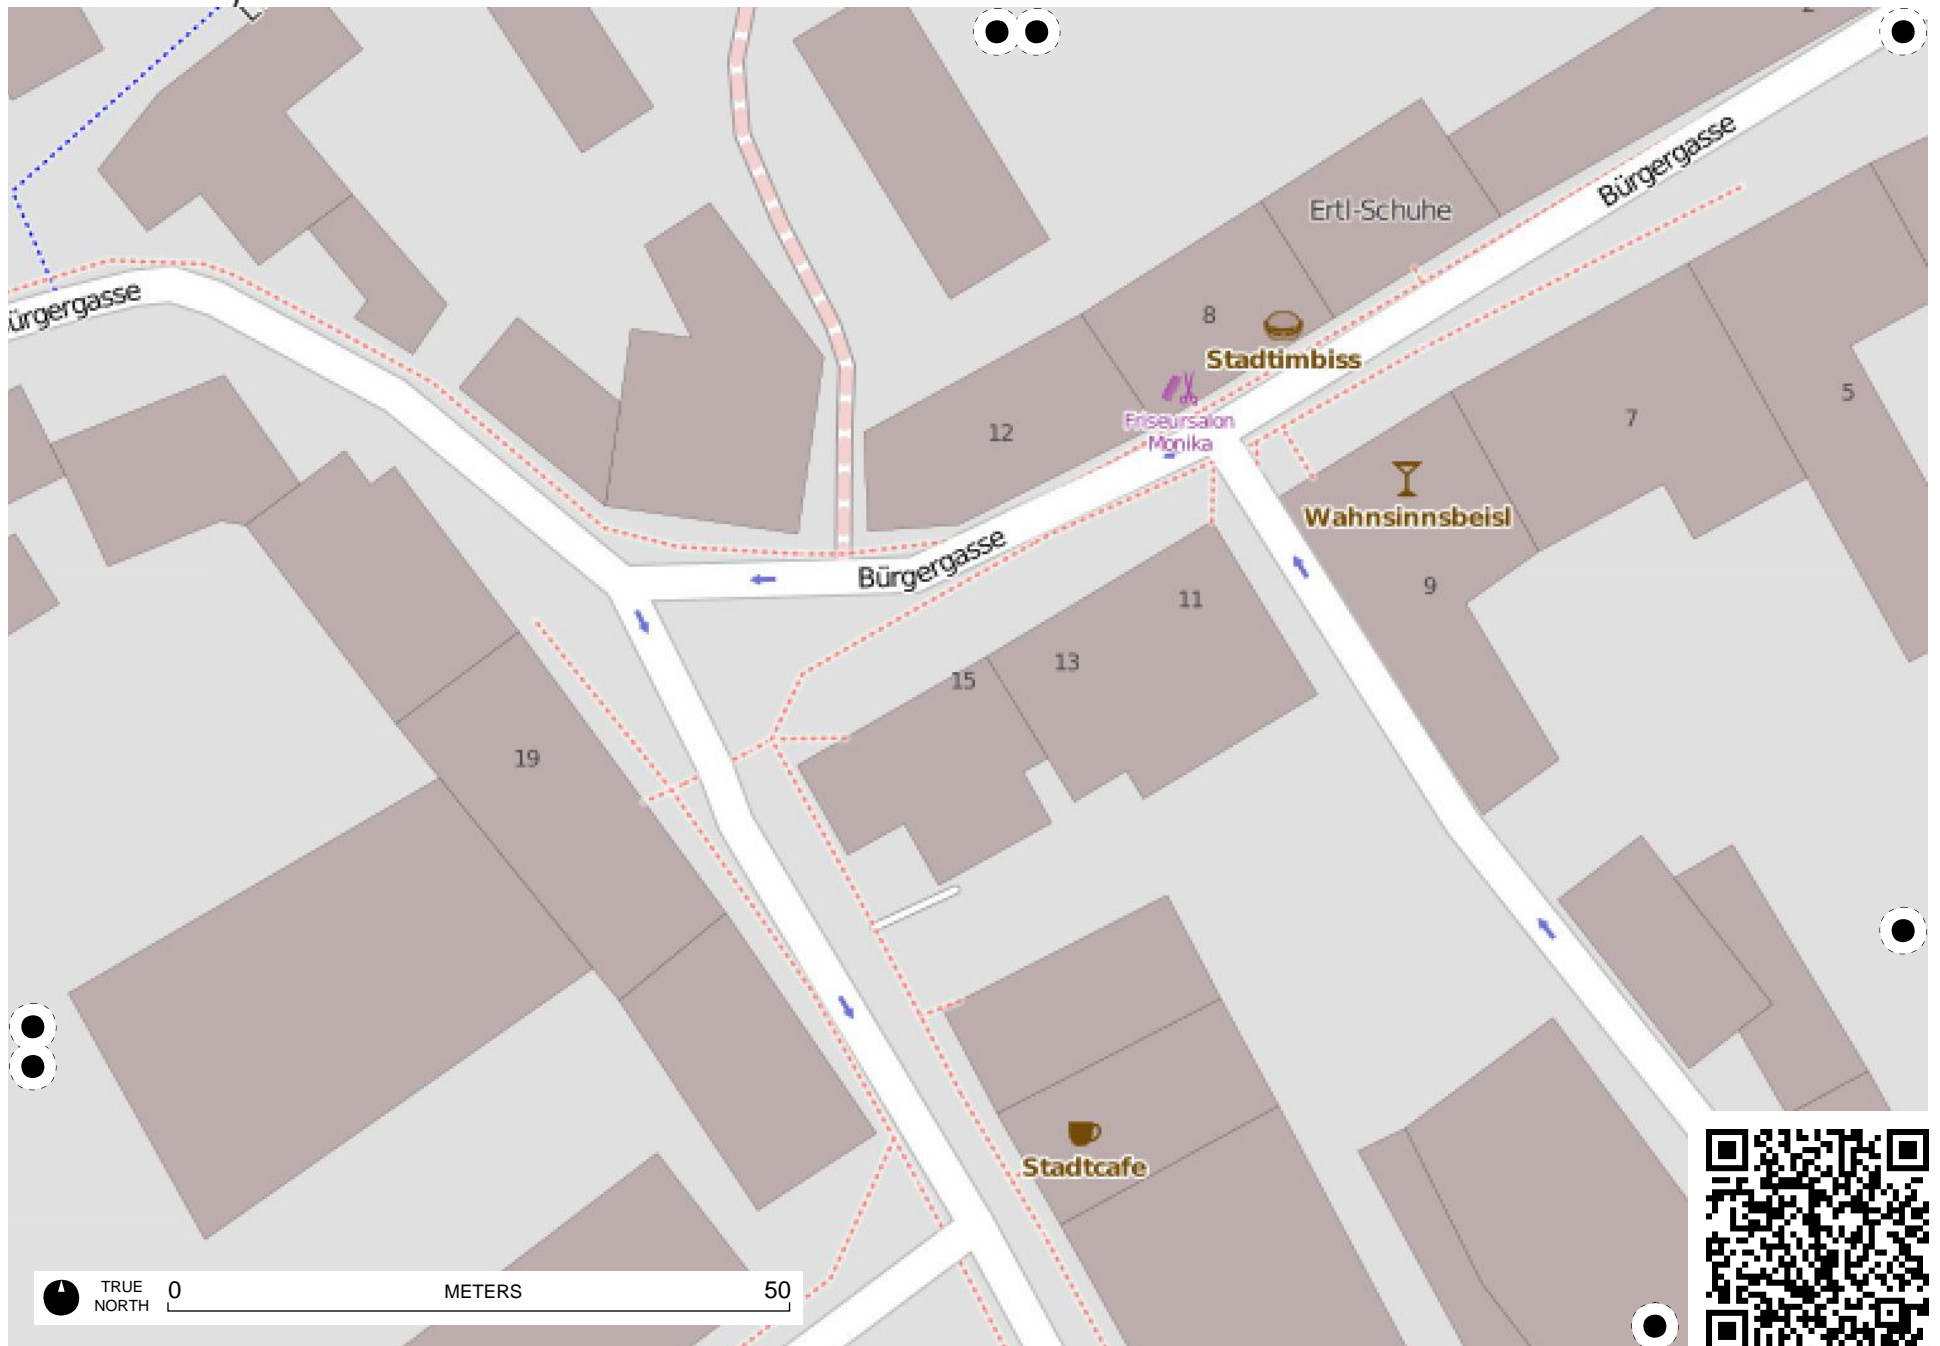 Bürgergasse
Ertl-Schuhe
ürgergasse
8
Stadtimbiss
5
Friseursalon
Monika
12
7
Wahnsinnsbeisl
Bürgergasse
9
11
13
15
19
Stadtcafe
TRUE
NORTH
0
METERS
50